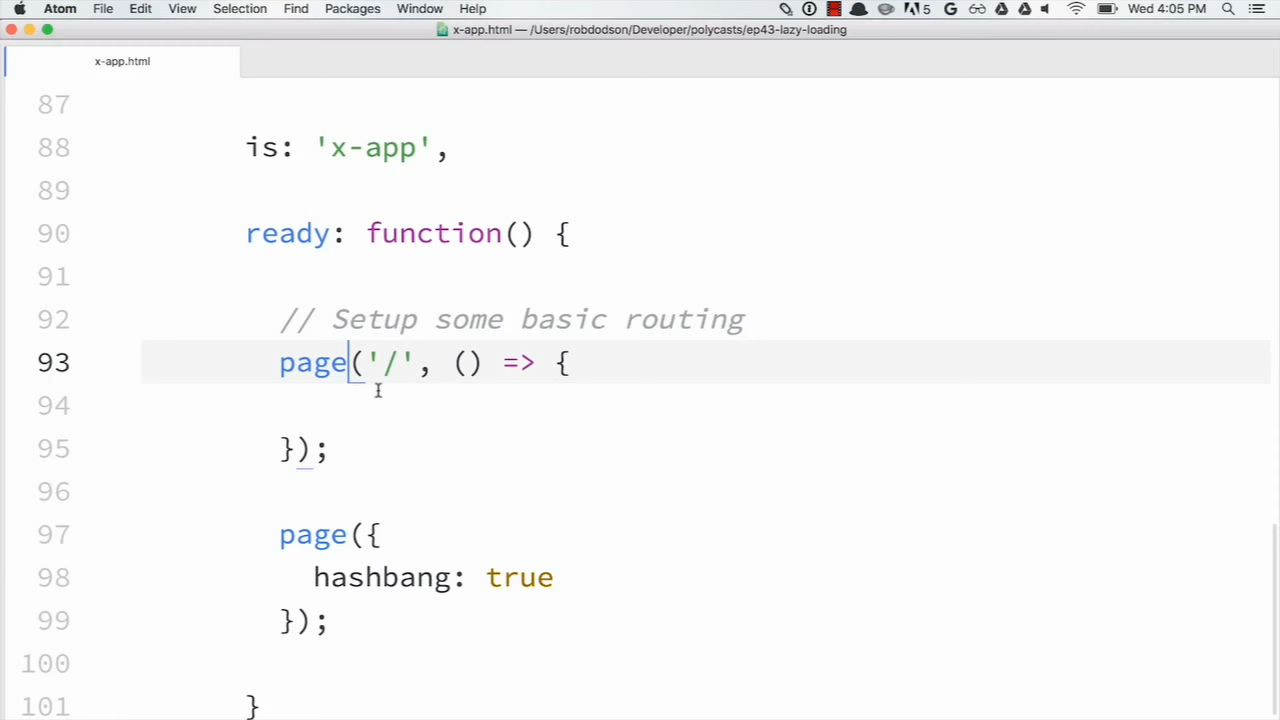 Atom File Edit View Selection Find Packages Window Help 5 Wed 4:05 PM
x-app.html — /Users/robdodson/Developer/polycasts/ep43-lazy-loading
x-app.html
87
88 is: 'x-app',
89
90 ready: function() {
91
92 // Setup some basic routing
93 page('/', () => {
94
95 });
96
97 page({
98 hashbang: true
99 });
100
101 }